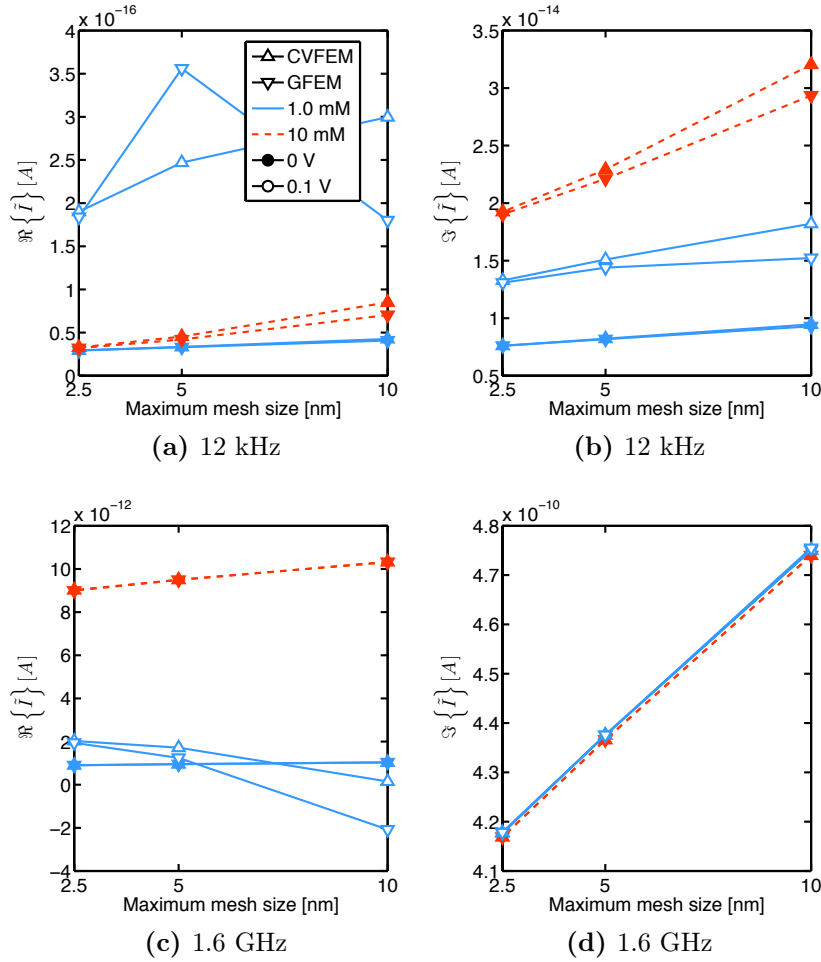 x 10⁻¹⁶
4
3.5
3
2.5
2
1.5
1
0.5
0
ℜ{Ĩ} [A]
CVFEM
GFEM
1.0 mM
10 mM
0 V
0.1 V
2.5 5 10
Maximum mesh size [nm]
(a) 12 kHz
x 10⁻¹⁴
3.5
3
2.5
2
1.5
1
0.5
ℑ{Ĩ} [A]
2.5 5 10
Maximum mesh size [nm]
(b) 12 kHz
x 10⁻¹²
12
10
8
6
4
2
0
−2
−4
ℜ{Ĩ} [A]
2.5 5 10
Maximum mesh size [nm]
(c) 1.6 GHz
x 10⁻¹⁰
4.8
4.7
4.6
4.4
4.3
4.2
4.1
ℑ{Ĩ} [A]
2.5 5 10
Maximum mesh size [nm]
(d) 1.6 GHz